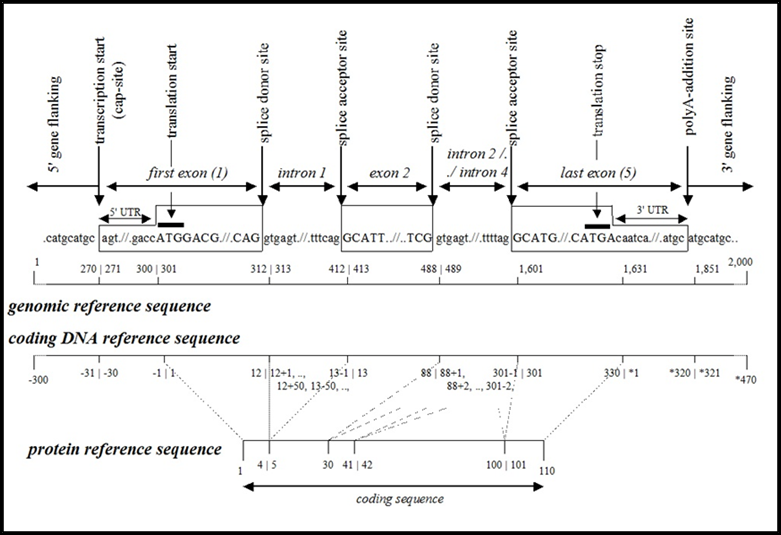 5' gene flanking
transcription start
(cap-site)
translation start
splice donor site
splice acceptor site
splice donor site
splice acceptor site
translation stop
polyA-addition site
3' gene flanking
first exon (1)
intron 1
exon 2
intron 2 /.
./ intron 4
last exon (5)
5' UTR
3' UTR
.catgcatgc agt.//.gaccATGGACG.//..CAG gtgagt.//.tttcag GCATT..//..TCG gtgagt.//.ttttag GCATG.//..CATGAcaatca.//..atgc atgcatgc..
1 270 | 271 300 | 301 312 | 313 412 | 413 488 | 489 1,601 1,631 1,851 2,000
genomic reference sequence
coding DNA reference sequence
-300 -31 | -30 -1 | 1 12 | 12+1, .., 13-1 | 13 88 | 88+1, 301-1 | 301 330 | *1 *320 | *321 *470
12+50, 13-50, .., 88+2, .., 301-2,
protein reference sequence
1 4 | 5 30 41 | 42 100 | 101 110
coding sequence